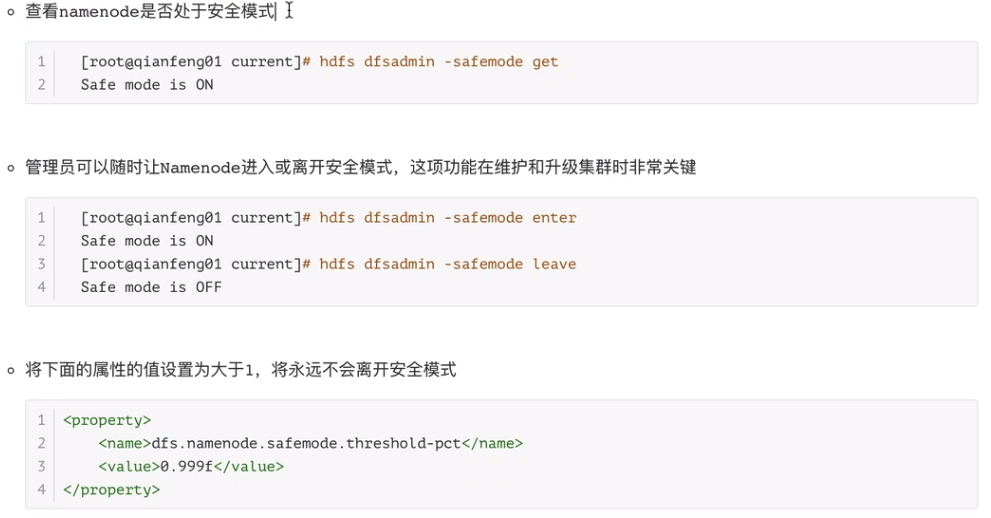 查看namenode是否处于安全模式
1 [root@qianfeng01 current]# hdfs dfsadmin -safemode get
2 Safe mode is ON
管理员可以随时让Namenode进入或离开安全模式，这项功能在维护和升级集群时非常关键
1 [root@qianfeng01 current]# hdfs dfsadmin -safemode enter
2 Safe mode is ON
3 [root@qianfeng01 current]# hdfs dfsadmin -safemode leave
4 Safe mode is OFF
将下面的属性的值设置为大于1，将永远不会离开安全模式
1 <property>
2     <name>dfs.namenode.safemode.threshold-pct</name>
3     <value>0.999f</value>
4 </property>